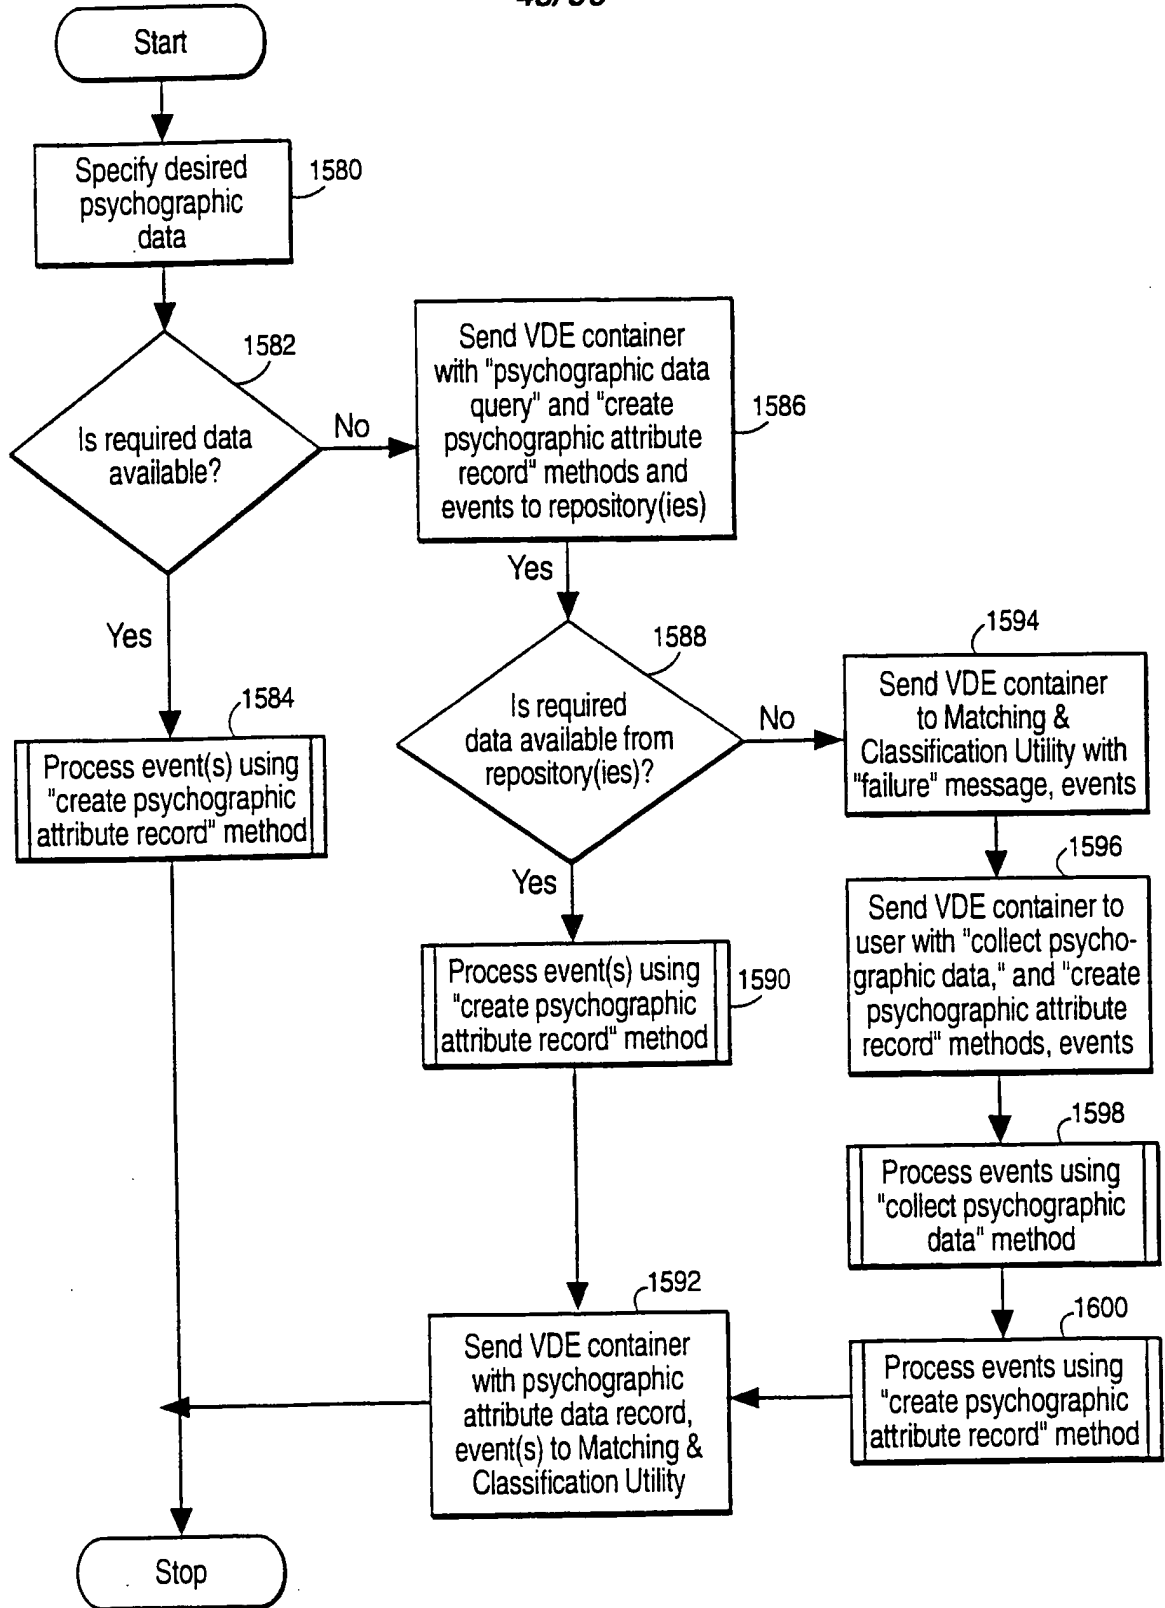 Start
Specify desired
psychographic
data
1580
1582
Is required data
available?
No
Yes
Send VDE container
with "psychographic data
query" and "create
psychographic attribute
record" methods and
events to repository(ies)
1586
Yes
1588
Is required
data available from
repository(ies)?
No
Yes
1584
Process event(s) using
"create psychographic
attribute record" method
1594
Send VDE container
to Matching &
Classification Utility with
"failure" message, events
1596
Send VDE container to
user with "collect psycho-
graphic data," and "create
psychographic attribute
record" methods, events
Process event(s) using
"create psychographic
attribute record" method
1590
1598
Process events using
"collect psychographic
data" method
1592
Send VDE container
with psychographic
attribute data record,
event(s) to Matching &
Classification Utility
1600
Process events using
"create psychographic
attribute record" method
Stop